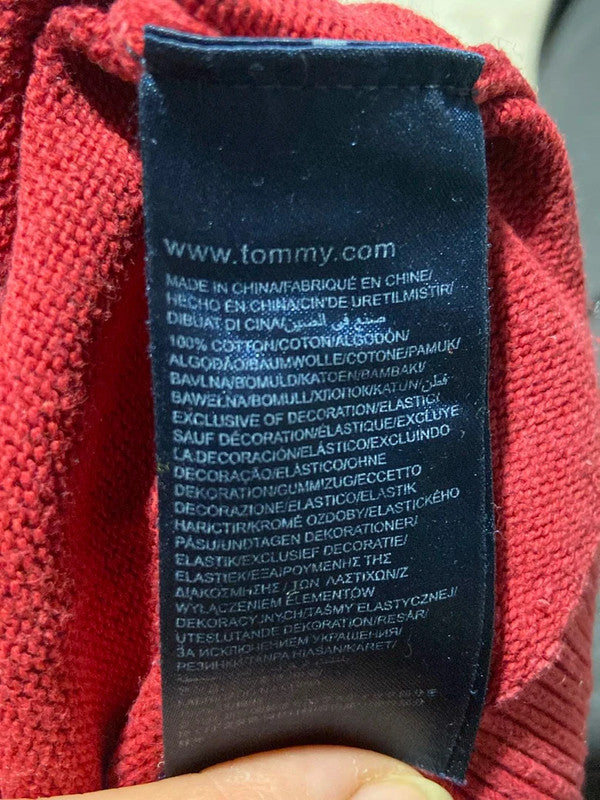 www.tommy.com
MADE IN CHINA/FABRIQUÉ EN CHINE/
HECHO EN CHINA/CIN'DE URETILMISTIR/
DIBUAT DI CINA/صنع في الصين/
100% COTTON/COTON/ALGODÓN/
ALGODÃO/BAUMWOLLE/COTONE/PAMUK/
BAVLNA/BOMULD/KATOEN/BAMBAKI/
BAWEŁNA/BOMULL/ХЛОПОК/KATUN/قطن/
EXCLUSIVE OF DECORATION/ELASTIC/
SAUF DÉCORATION/ÉLASTIQUE/EXCLUYE
LA DECORACIÓN/ELÁSTICO/EXCLUINDO
DECORAÇÃO/ELÁSTICO/OHNE
DEKORATION/GUMMIZUG/ECCETTO
DECORAZIONE/ELASTICO/ELASTIK
HARICTIR/KROMĚ OZDOBY/ELASTICKÉHO
PÁSU/UNDTAGEN DEKORATIONER/
ELASTIK/EXCLUSIEF DECORATIE/
ELASTIEK/ΕΞΑΙΡΟΥΜΕΝΗΣ ΤΗΣ
ΔΙΑΚΟΣΜΗΣΗΣ / ΤΩΝ ΛΑΣΤΙΧΩΝ/Z
WYŁĄCZENIEM ELEMENTÓW
DEKORACYJNYCH/TAŚMY ELASTYCZNEJ/
UTESLUTANDE DEKORATION/RESÅR/
ЗА ИСКЛЮЧЕНИЕМ УКРАШЕНИЯ/
РЕЗИНКИ/TANPA HIASAN/KARET/